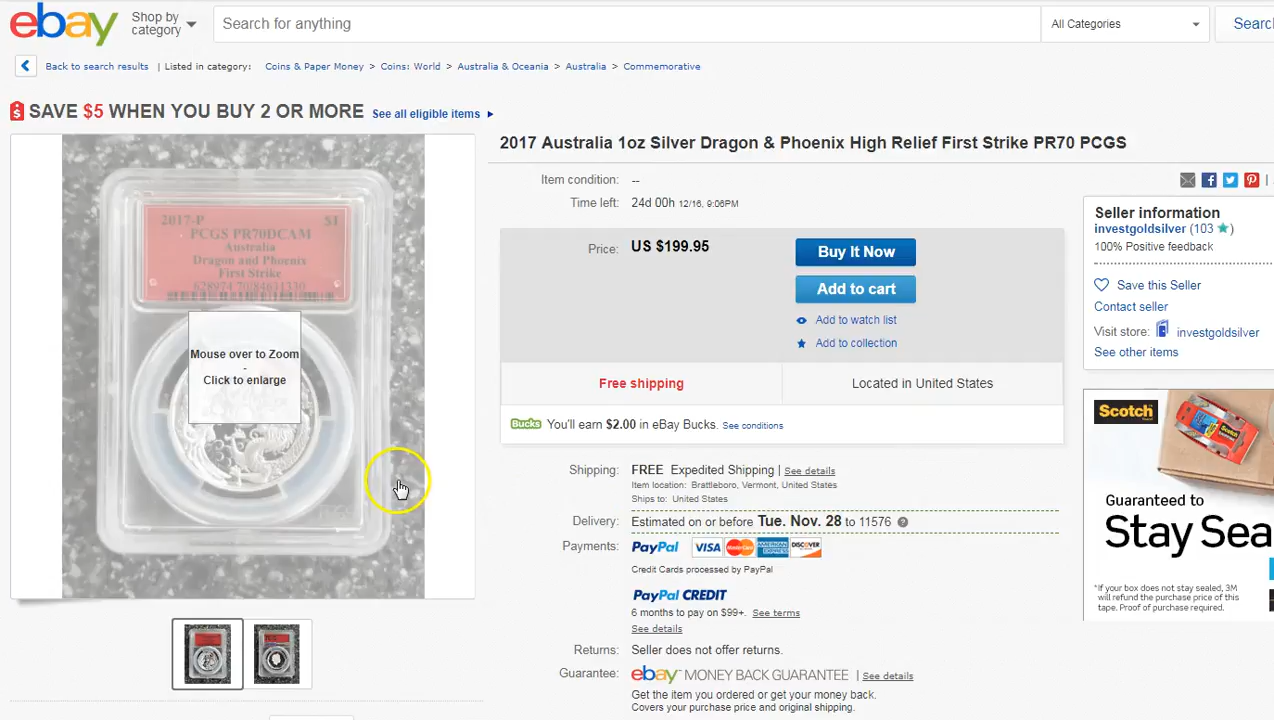 ebay
Shop by
category
Search for anything
All Categories
Searc
Back to search results | Listed in category: Coins & Paper Money > Coins: World > Australia & Oceania > Australia > Commemorative
$ SAVE $5 WHEN YOU BUY 2 OR MORE See all eligible items
2017-P $1
PCGS PR70DCAM
Australia
Dragon and Phoenix
First Strike
628974.70/84611330
Mouse over to Zoom
-
Click to enlarge
2017 Australia 1oz Silver Dragon & Phoenix High Relief First Strike PR70 PCGS
Item condition: --
Time left: 24d 00h 12/16, 9:06PM
Price: US $199.95
Buy It Now
Add to cart
Add to watch list
Add to collection
Free shipping
Located in United States
Bucks You'll earn $2.00 in eBay Bucks. See conditions
Shipping: FREE Expedited Shipping | See details
Item location: Brattleboro, Vermont, United States
Ships to: United States
Delivery: Estimated on or before Tue. Nov. 28 to 11576 ?
Payments: PayPal VISA MasterCard AMERICAN EXPRESS DISCOVER
Credit Cards processed by PayPal
PayPal CREDIT
6 months to pay on $99+. See terms
See details
Returns: Seller does not offer returns.
Guarantee: ebay MONEY BACK GUARANTEE | See details
Get the item you ordered or get your money back.
Covers your purchase price and original shipping.
Seller information
investgoldsilver (103 )
100% Positive feedback
Save this Seller
Contact seller
Visit store: investgoldsilver
See other items
Scotch
Guaranteed to
Stay Sea
*If your box does not stay sealed, 3M
will refund the purchase price of this
tape. Proof of purchase required.